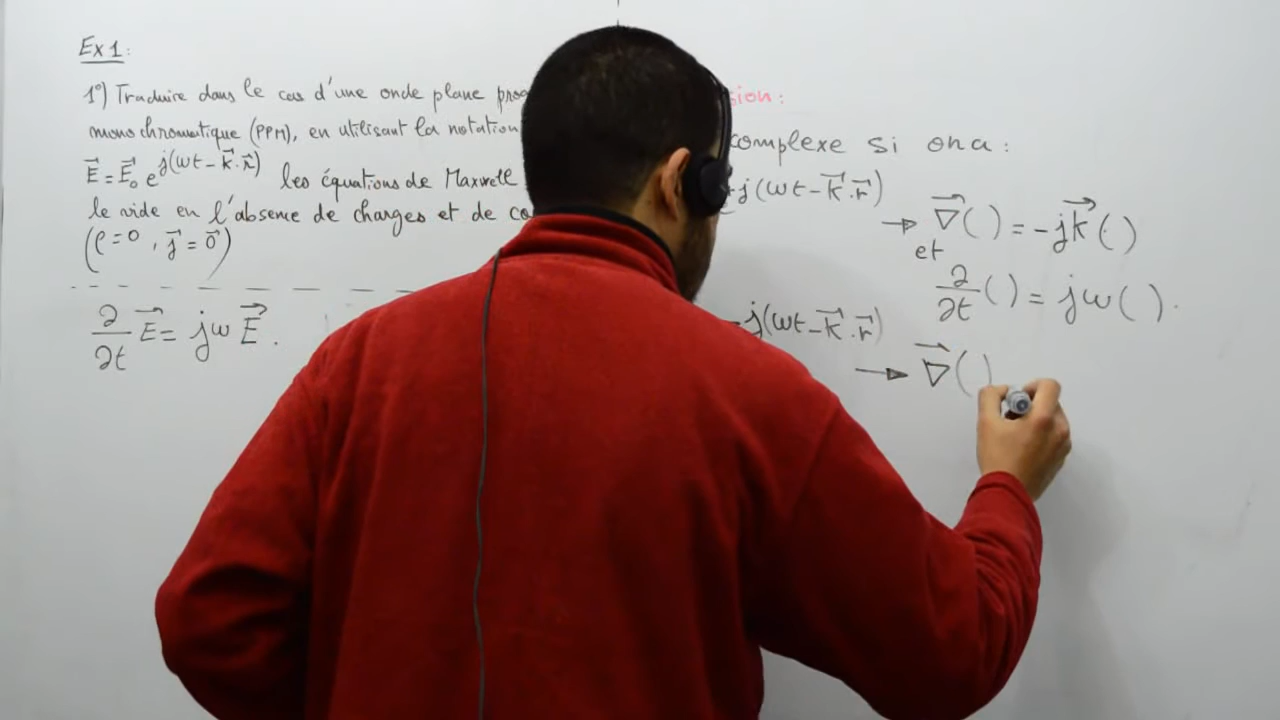 Ex 1:
1°) Traduire dans le cas d'une onde plane
monochromatique (PPM), en utilisant la notation
E⃗ = E⃗₀ e^{j(ωt - k⃗.r⃗)} les équations de Maxwell
le vide en l'absence de charges et de
(ρ=0, j⃗=0⃗)
∂/∂t E⃗ = jω E⃗.
complexe si on a :
j(ωt - k⃗.r⃗)
→ ∇⃗( ) = -jk⃗( )
et
∂/∂t( ) = jω( ).
-j(ωt - k⃗.r⃗)
→ ∇⃗( )